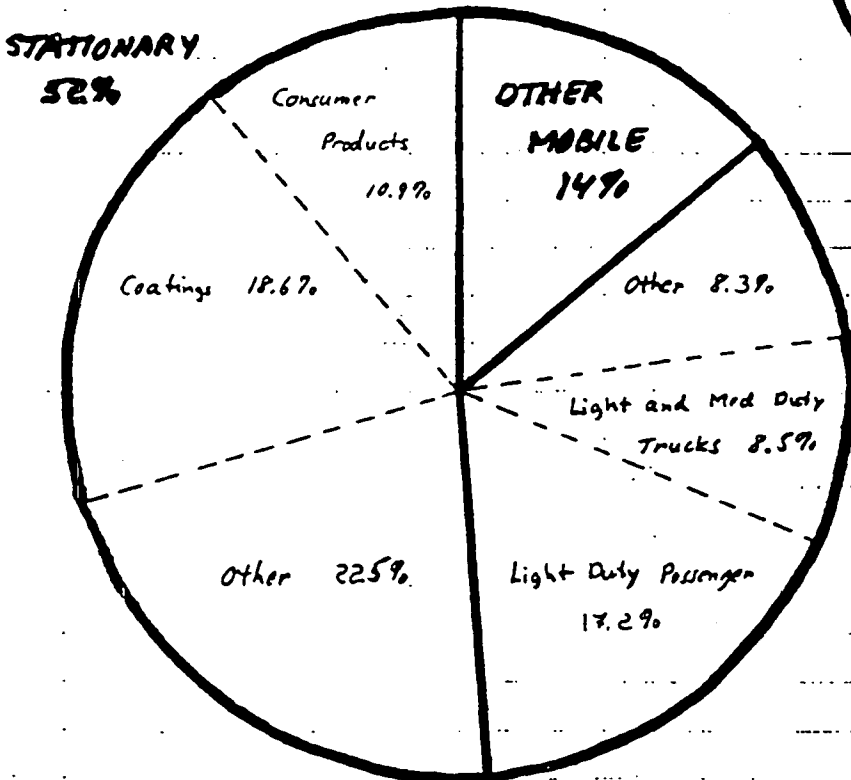 STATIONARY
52%
Consumer
Products
10.9%
OTHER
MOBILE
14%
Coatings 18.6%
Other 8.3%
Light and Med Duty
Trucks 8.5%
Other 22.5%
Light Duty Passenger
17.2%